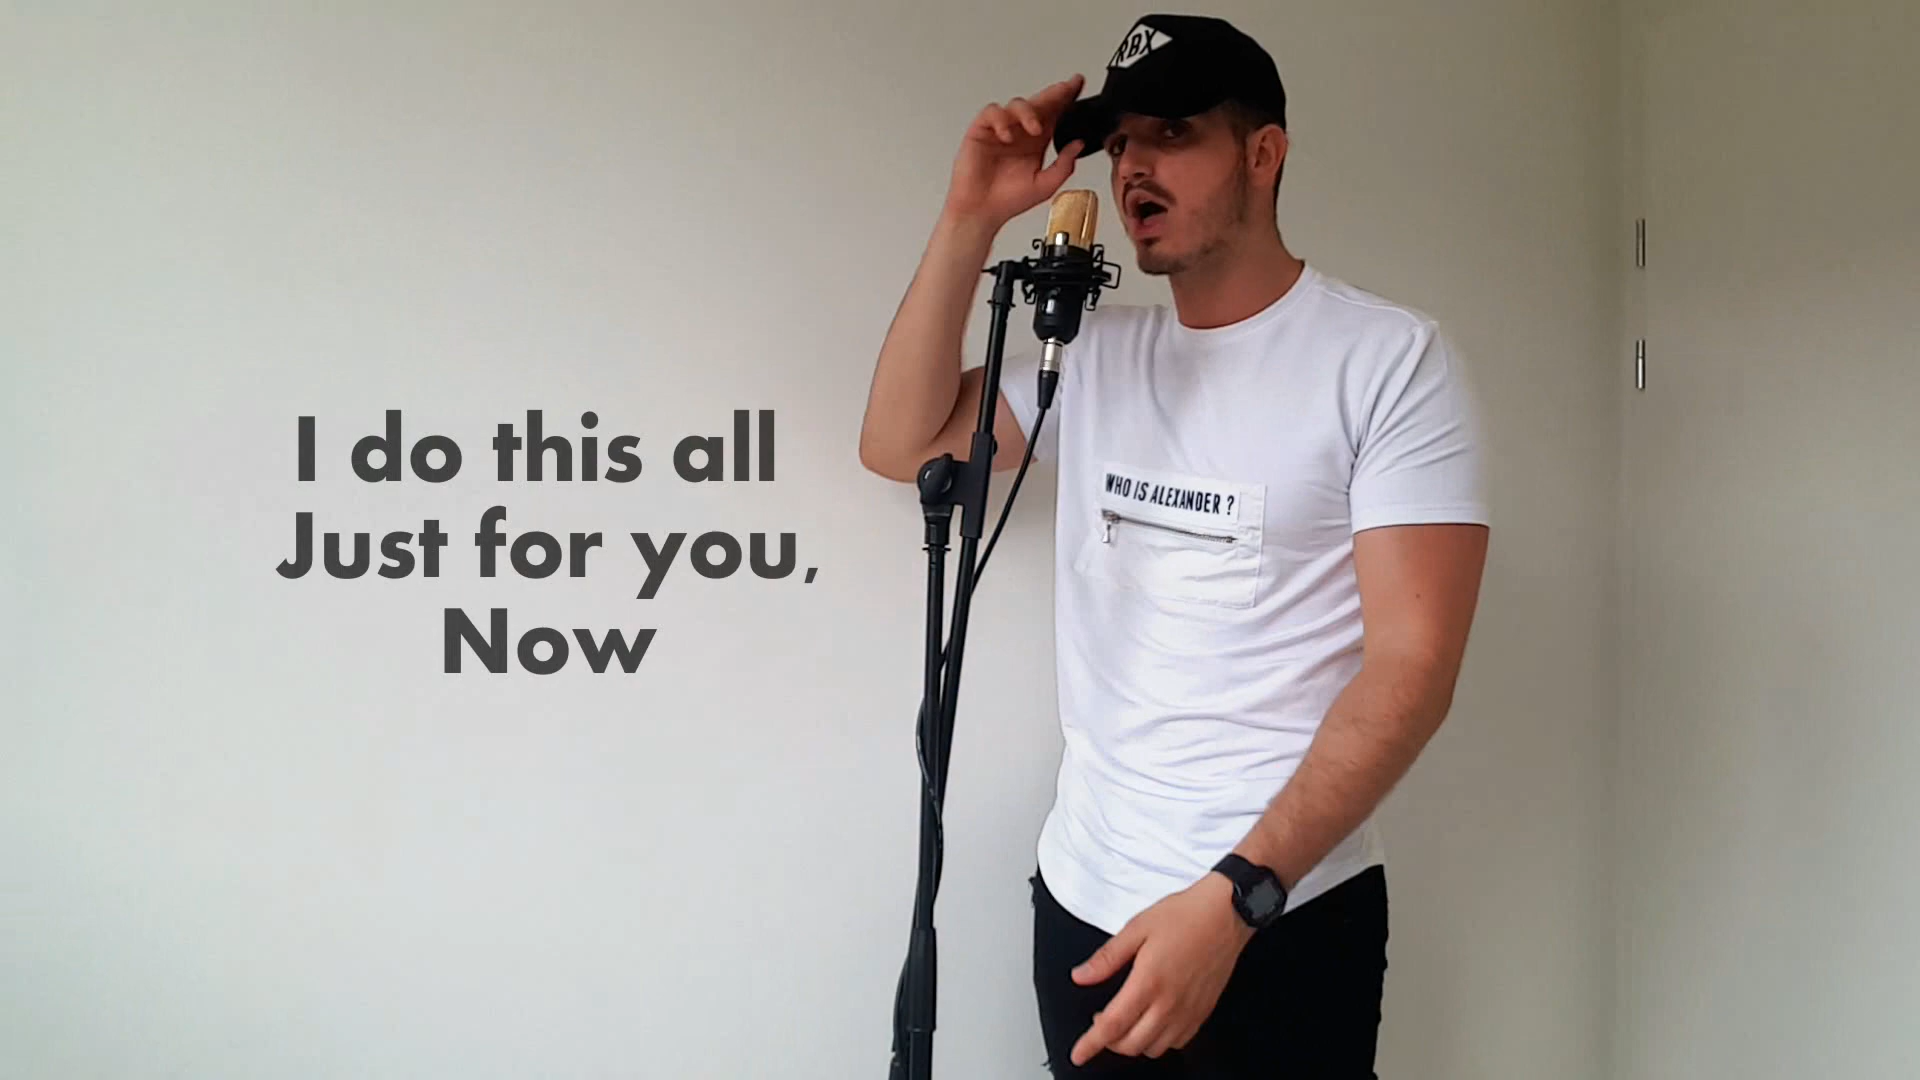 RBX
I do this all
Just for you,
Now
WHO IS ALEXANDER ?